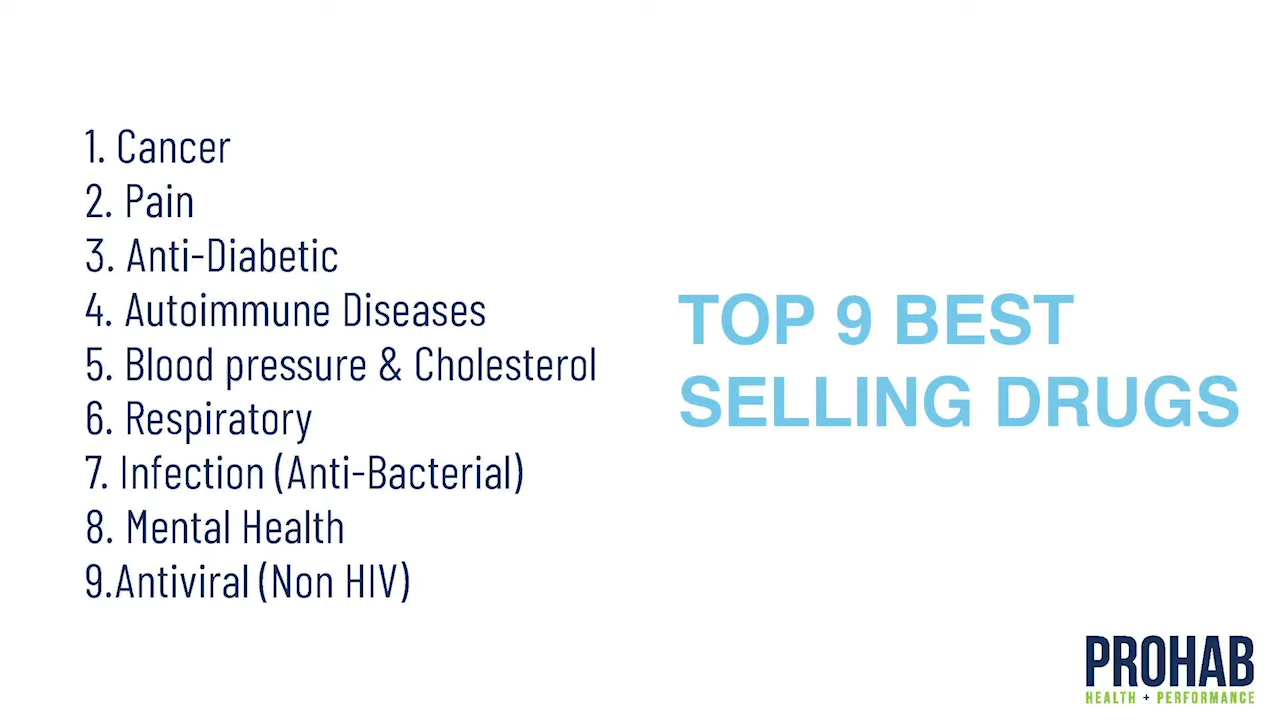 1. Cancer
2. Pain
3. Anti-Diabetic
4. Autoimmune Diseases
5. Blood pressure & Cholesterol
6. Respiratory
7. Infection (Anti-Bacterial)
8. Mental Health
9.Antiviral (Non HIV)
TOP 9 BEST
SELLING DRUGS
PROHAB
HEALTH + PERFORMANCE